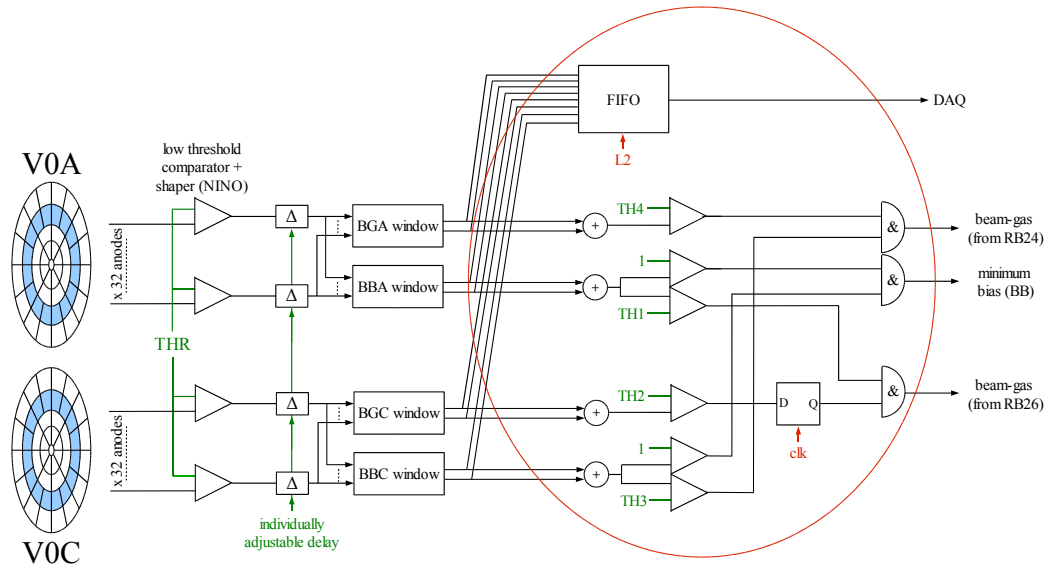 V0A
x 32 anodes
V0C
x 32 anodes
low threshold
comparator +
shaper (NINO)
THR
Δ
Δ
Δ
Δ
individually
adjustable delay
BGA window
BBA window
BGC window
BBC window
FIFO
L2
DAQ
+
+
+
+
TH4
1
TH1
TH2
1
TH3
D Q
clk
&
&
&
beam-gas
(from RB24)
minimum
bias (BB)
beam-gas
(from RB26)